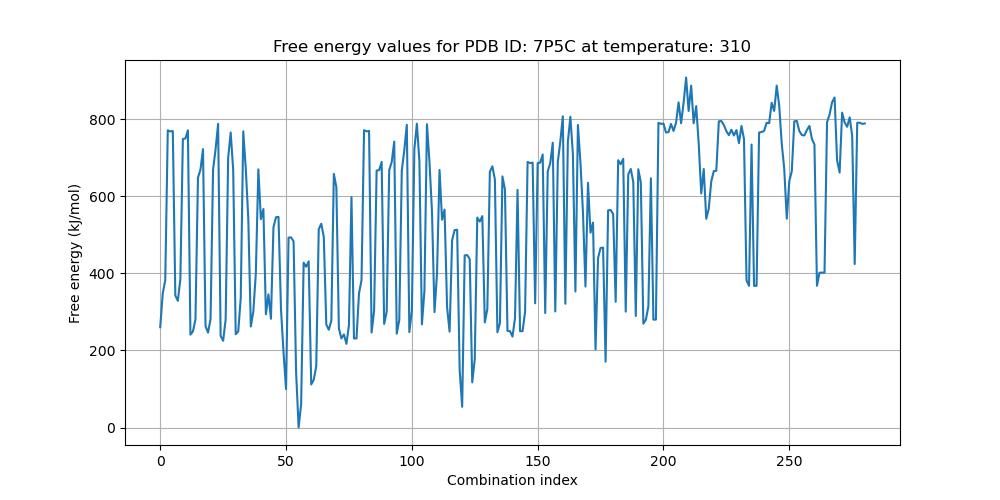 Free energy values for PDB ID: 7P5C at temperature: 310
Free energy (kJ/mol)
800
600
400
200
0
0 50 100 150 200 250
Combination index